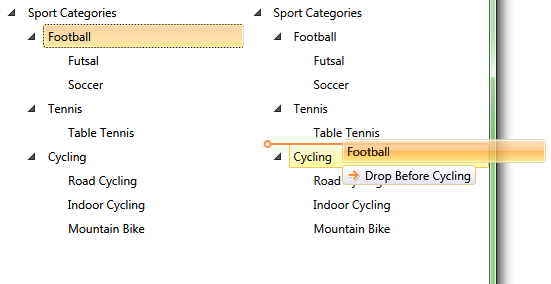 Sport Categories
Football
Futsal
Soccer
Tennis
Table Tennis
Cycling
Road Cycling
Indoor Cycling
Mountain Bike
Sport Categories
Football
Futsal
Soccer
Tennis
Table Tennis
Football
Cycling
Drop Before Cycling
Indoor Cycling
Mountain Bike